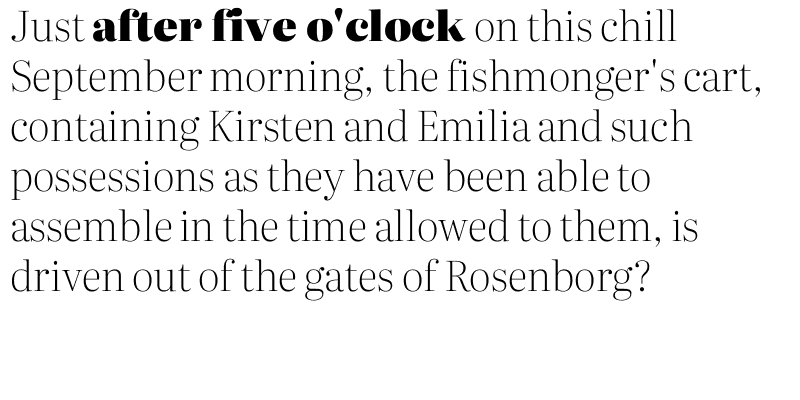 Just after five o'clock on this chill
September morning, the fishmonger's cart,
containing Kirsten and Emilia and such
possessions as they have been able to
assemble in the time allowed to them, is
driven out of the gates of Rosenborg?